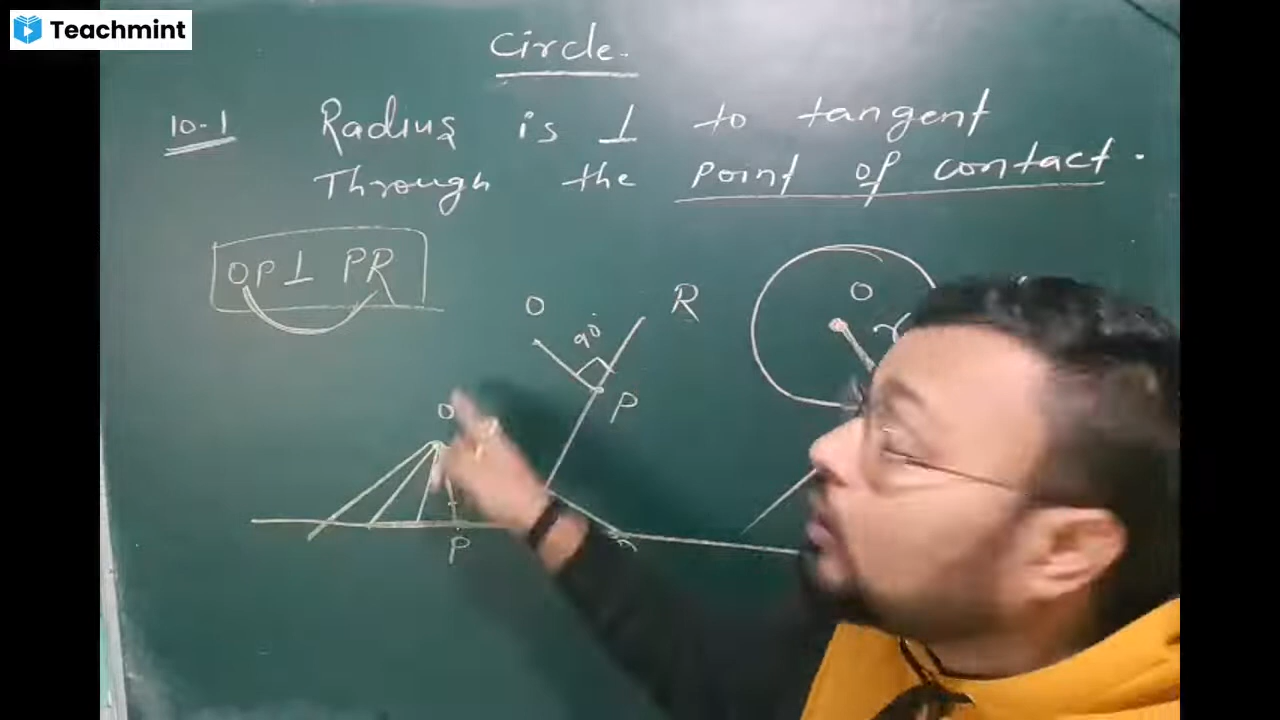 Teachmint
Circle.
10-1 Radius is ⊥ to tangent
Through the point of contact.
OP ⊥ PR
O
R
90°
P
O
r
O
P